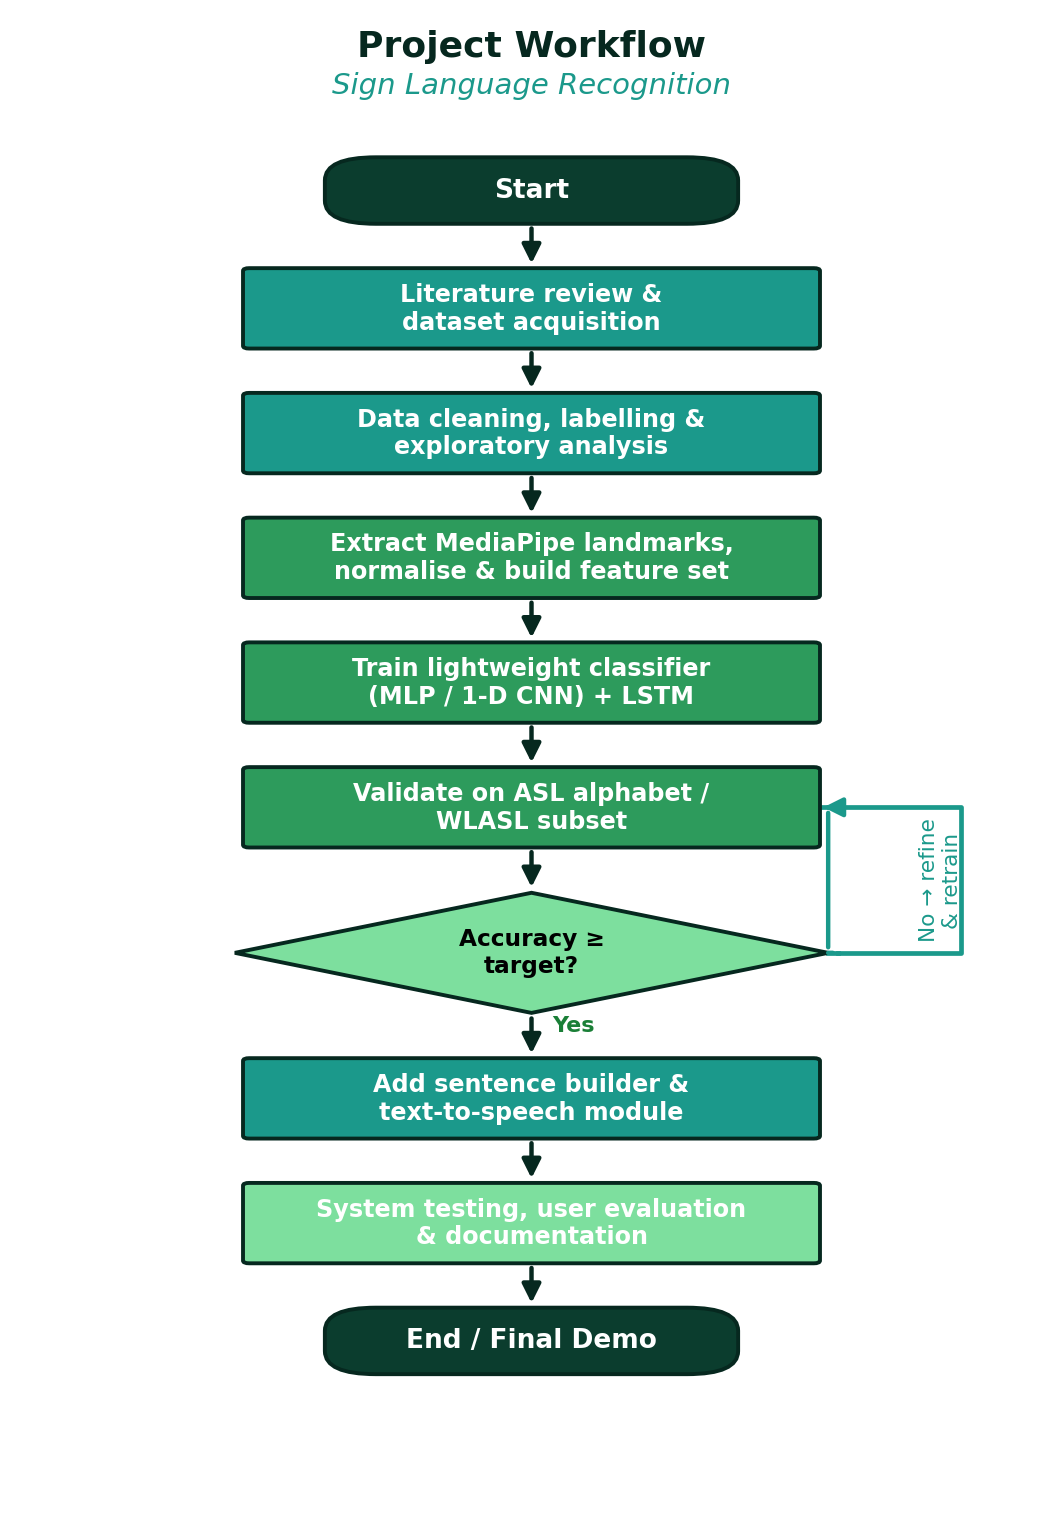 Project Workflow
Sign Language Recognition
Start
Literature review &
dataset acquisition
Data cleaning, labelling &
exploratory analysis
Extract MediaPipe landmarks,
normalise & build feature set
Train lightweight classifier
(MLP / 1-D CNN) + LSTM
Validate on ASL alphabet /
WLASL subset
Accuracy ≥
target?
No → refine
& retrain
Yes
Add sentence builder &
text-to-speech module
System testing, user evaluation
& documentation
End / Final Demo